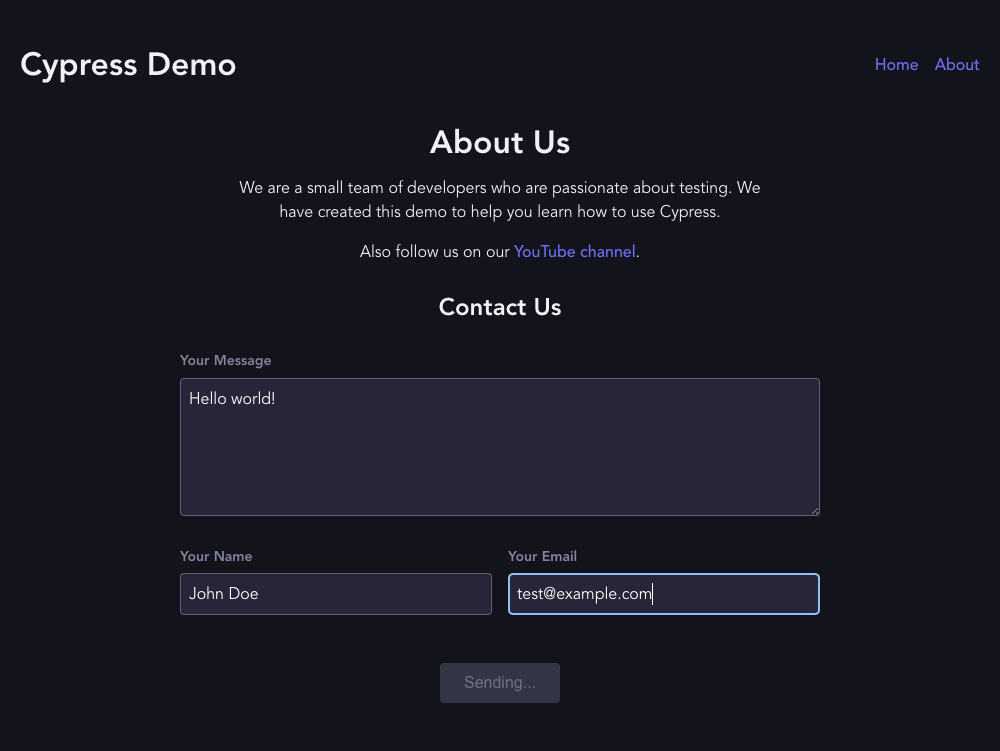 Cypress Demo
Home About
About Us
We are a small team of developers who are passionate about testing. We
have created this demo to help you learn how to use Cypress.
Also follow us on our YouTube channel.
Contact Us
Your Message
Hello world!
Your Name
Your Email
John Doe
test@example.com
Sending...